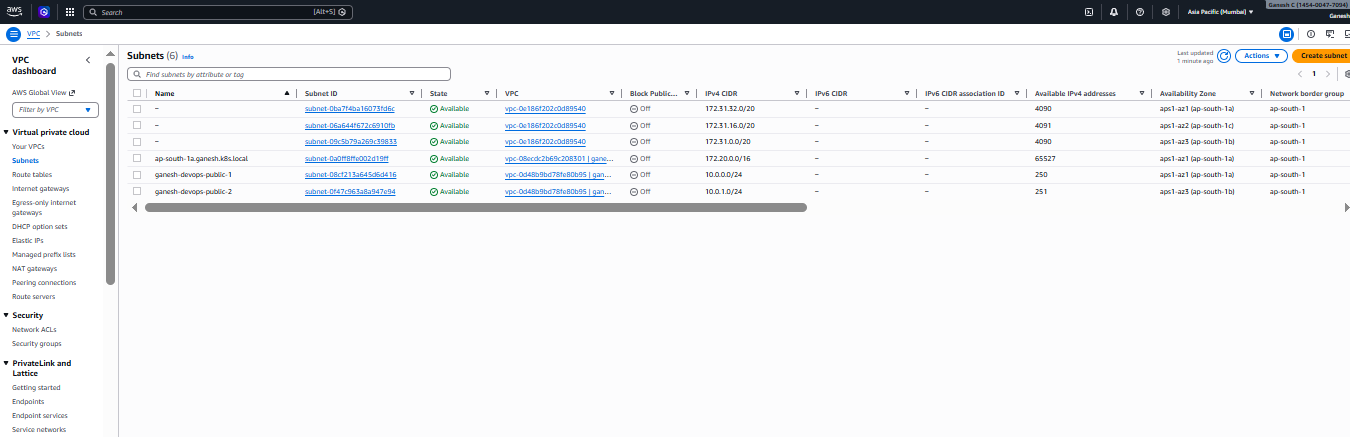 aws
Search
[Alt+S]
Asia Pacific (Mumbai)
Ganesh C (1454-0047-7094)
Ganesh
VPC > Subnets
VPC dashboard
AWS Global View
Filter by VPC
Virtual private cloud
Your VPCs
Subnets
Route tables
Internet gateways
Egress-only internet gateways
DHCP option sets
Elastic IPs
Managed prefix lists
NAT gateways
Peering connections
Route servers
Security
Network ACLs
Security groups
PrivateLink and Lattice
Getting started
Endpoints
Endpoint services
Service networks
Subnets (6) Info
Last updated 1 minute ago
Actions
Create subnet
Find subnets by attribute or tag
1
Name Subnet ID State VPC Block Public... IPv4 CIDR IPv6 CIDR IPv6 CIDR association ID Available IPv4 addresses Availability Zone Network border group
– subnet-0ba7f4ba16073fd6c Available vpc-0e186f202c0d89540 Off 172.31.32.0/20 – – 4090 aps1-az1 (ap-south-1a) ap-south-1
– subnet-06a644f672c6910fb Available vpc-0e186f202c0d89540 Off 172.31.16.0/20 – – 4091 aps1-az2 (ap-south-1c) ap-south-1
– subnet-09c5b79a269c39833 Available vpc-0e186f202c0d89540 Off 172.31.0.0/20 – – 4090 aps1-az3 (ap-south-1b) ap-south-1
ap-south-1a.ganesh.k8s.local subnet-0a0ff8ffe002d19ff Available vpc-08ecdc2b69c208301 | gane... Off 172.20.0.0/16 – – 65527 aps1-az1 (ap-south-1a) ap-south-1
ganesh-devops-public-1 subnet-08cf213a645d6d416 Available vpc-0d48b9bd78fe80b95 | gan... Off 10.0.0.0/24 – – 250 aps1-az1 (ap-south-1a) ap-south-1
ganesh-devops-public-2 subnet-0f47c963a8a947e94 Available vpc-0d48b9bd78fe80b95 | gan... Off 10.0.1.0/24 – – 251 aps1-az3 (ap-south-1b) ap-south-1